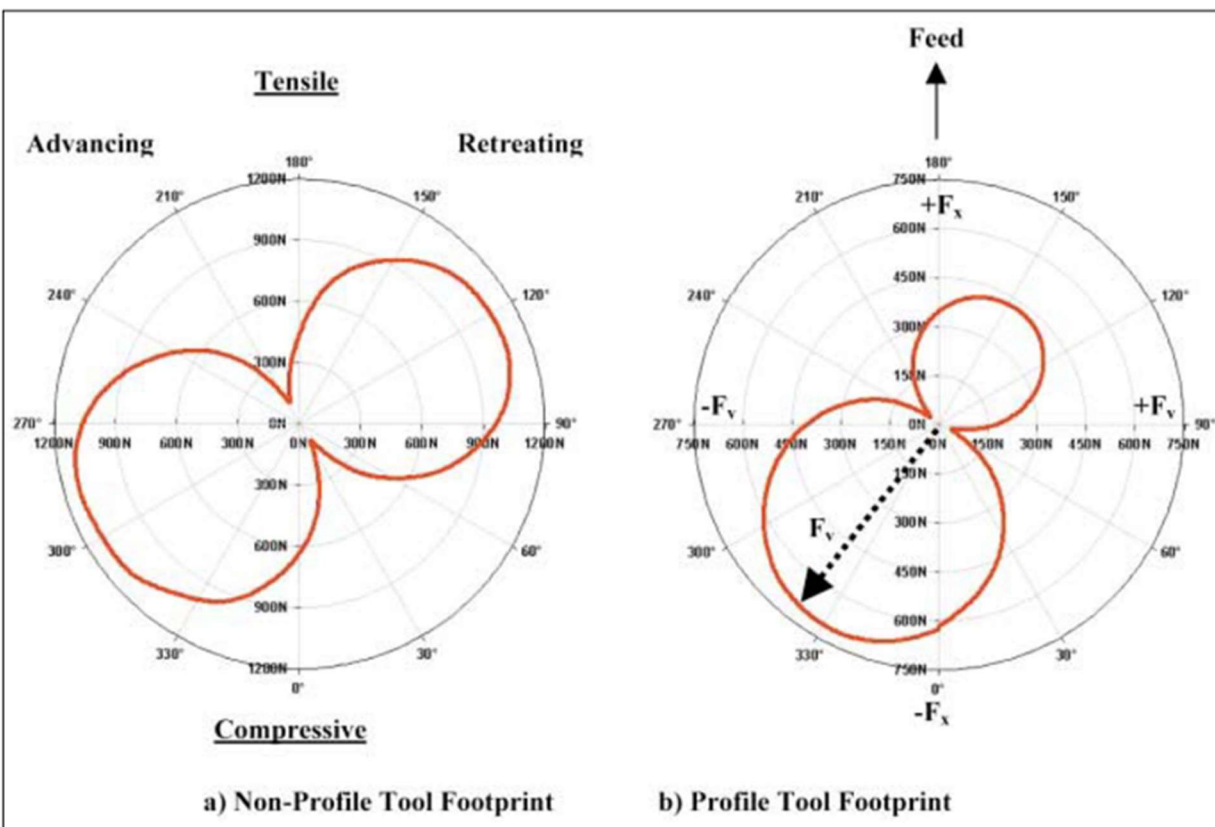 Feed
Tensile
Advancing
Retreating
180°
1200N
210°
150°
900N
240°
120°
600N
300N
270°
0N
90°
1200N 900N 600N 300N 0N 300N 600N 900N 1200N
300N
300°
60°
600N
900N
330°
30°
1200N
0°
Compressive
180°
750N
+Fx
210°
150°
600N
450N
240°
120°
300N
150N
-Fv
+Fv
270°
0N
90°
750N 600N 450N 300N 150N 0N 150N 300N 450N 600N 750N
150N
300N
Fv
300°
60°
450N
600N
330°
30°
750N
0°
-Fx
a) Non-Profile Tool Footprint
b) Profile Tool Footprint